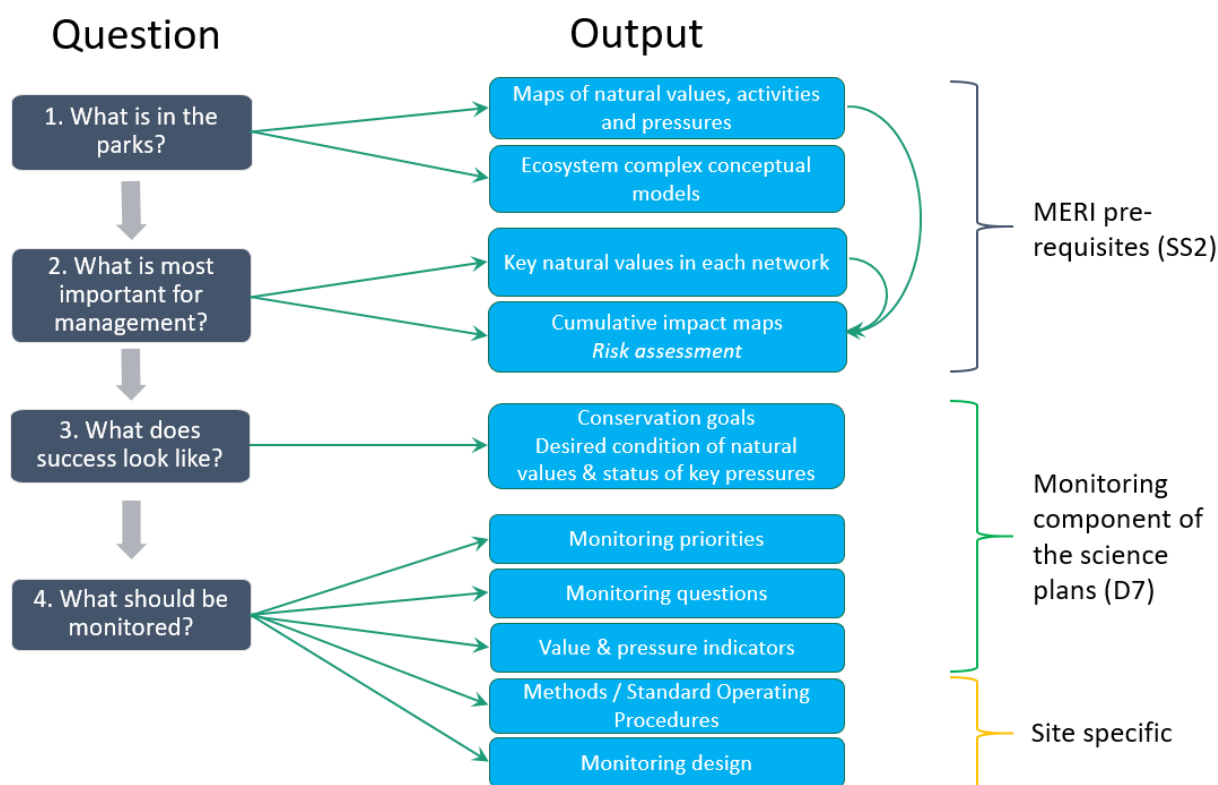 Question
Output
1. What is in the
parks?
Maps of natural values, activities
and pressures
Ecosystem complex conceptual
models
2. What is most
important for
management?
Key natural values in each network
Cumulative impact maps
Risk assessment
MERI pre-
requisites (SS2)
3. What does
success look like?
Conservation goals
Desired condition of natural
values & status of key pressures
4. What should be
monitored?
Monitoring priorities
Monitoring questions
Value & pressure indicators
Monitoring
component of
the science
plans (D7)
Methods / Standard Operating
Procedures
Monitoring design
Site specific